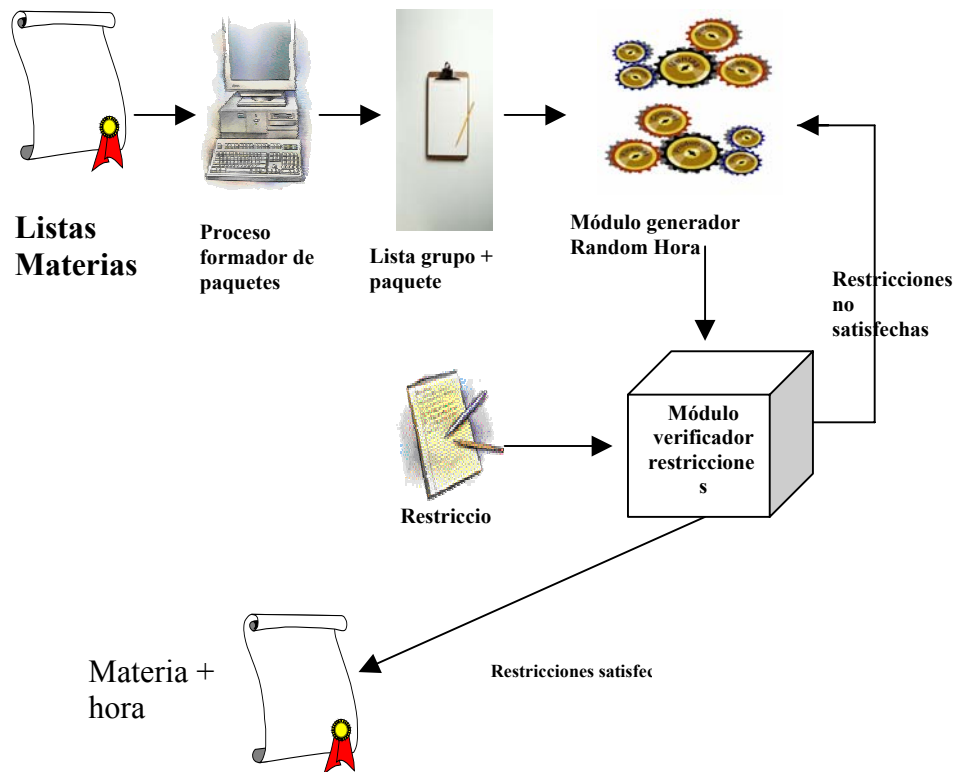 Listas
Materias
Proceso
formador de
paquetes
Lista grupo +
paquete
Módulo generador
Random Hora
Restricciones
no
satisfechas
Módulo
verificador
restriccione
s
Restriccio
Materia +
hora
Restricciones satisfec